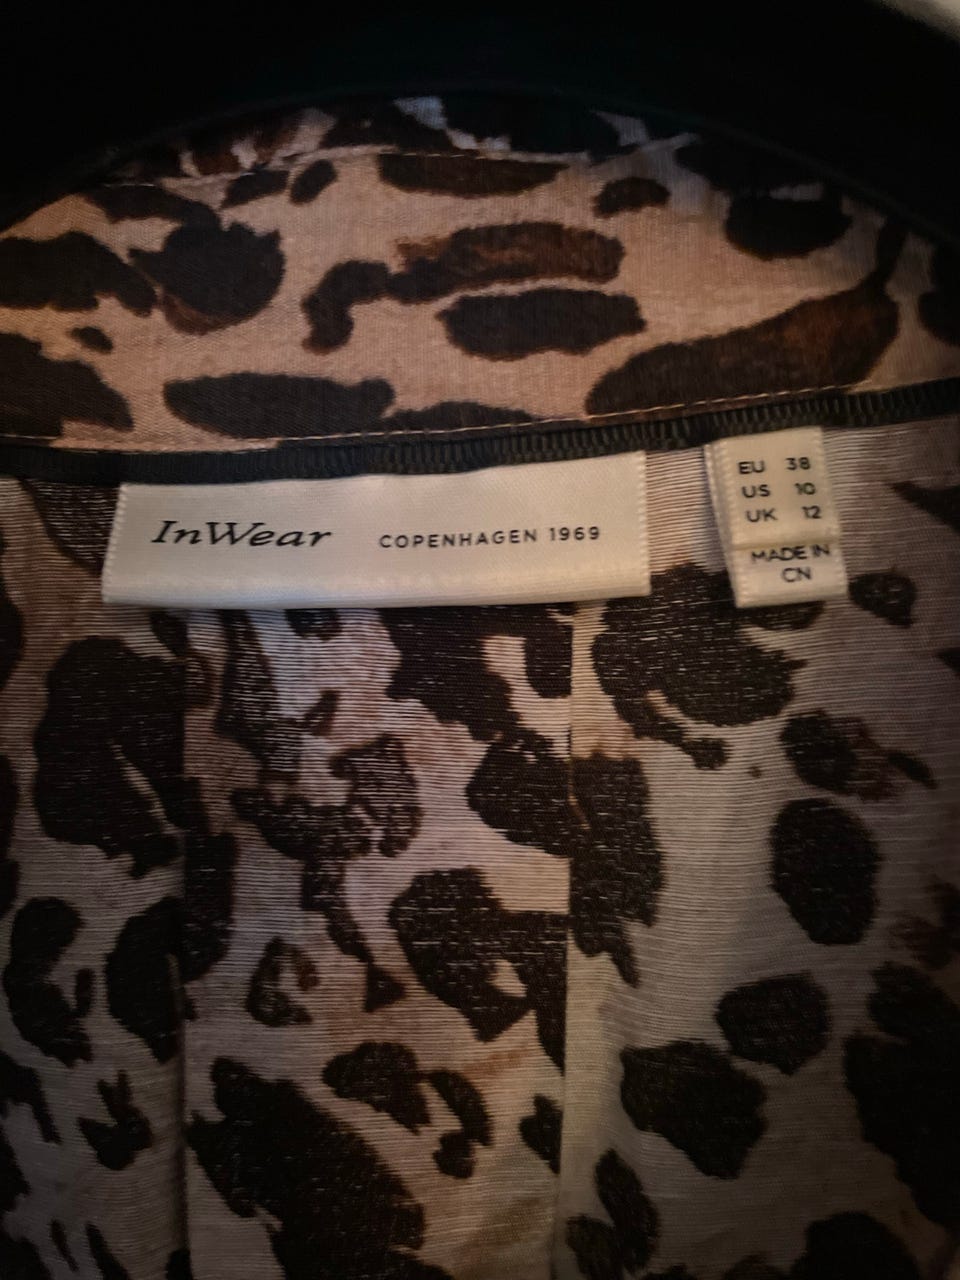 InWear COPENHAGEN 1969
EU 38
US 10
UK 12
MADE IN
CN